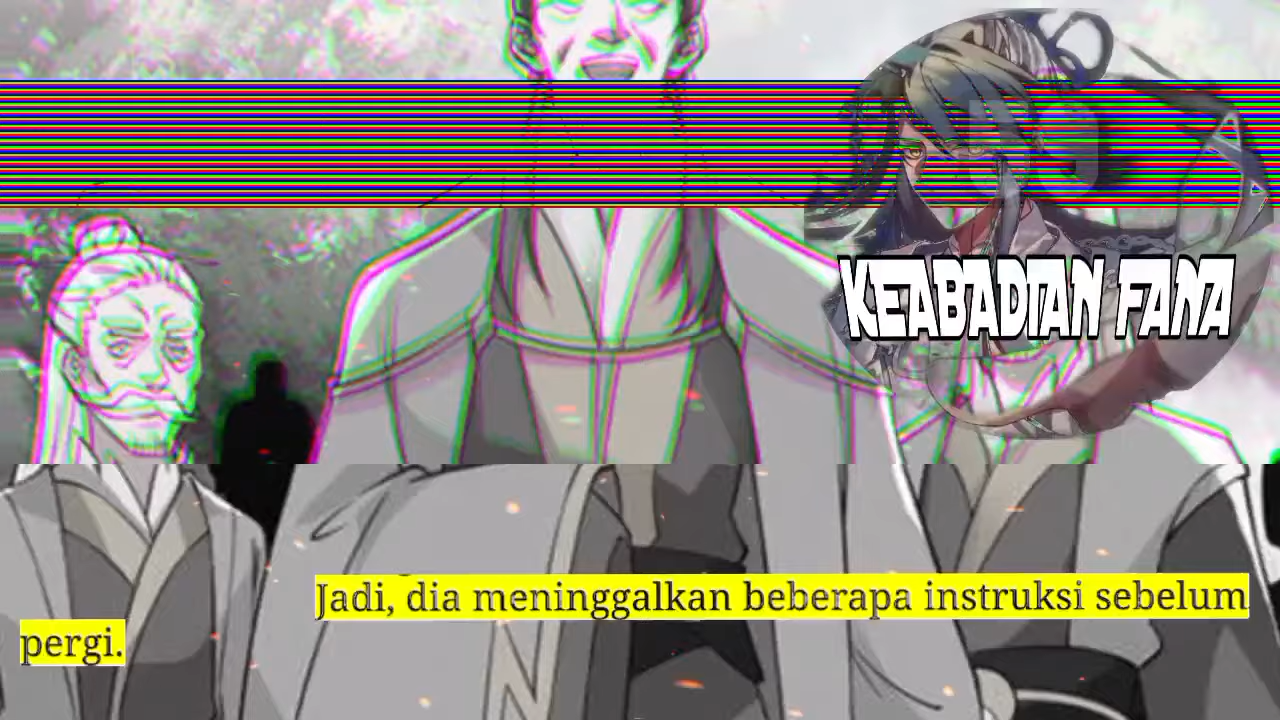 KEABADIAN FANA
Jadi, dia meninggalkan beberapa instruksi sebelum
pergi.